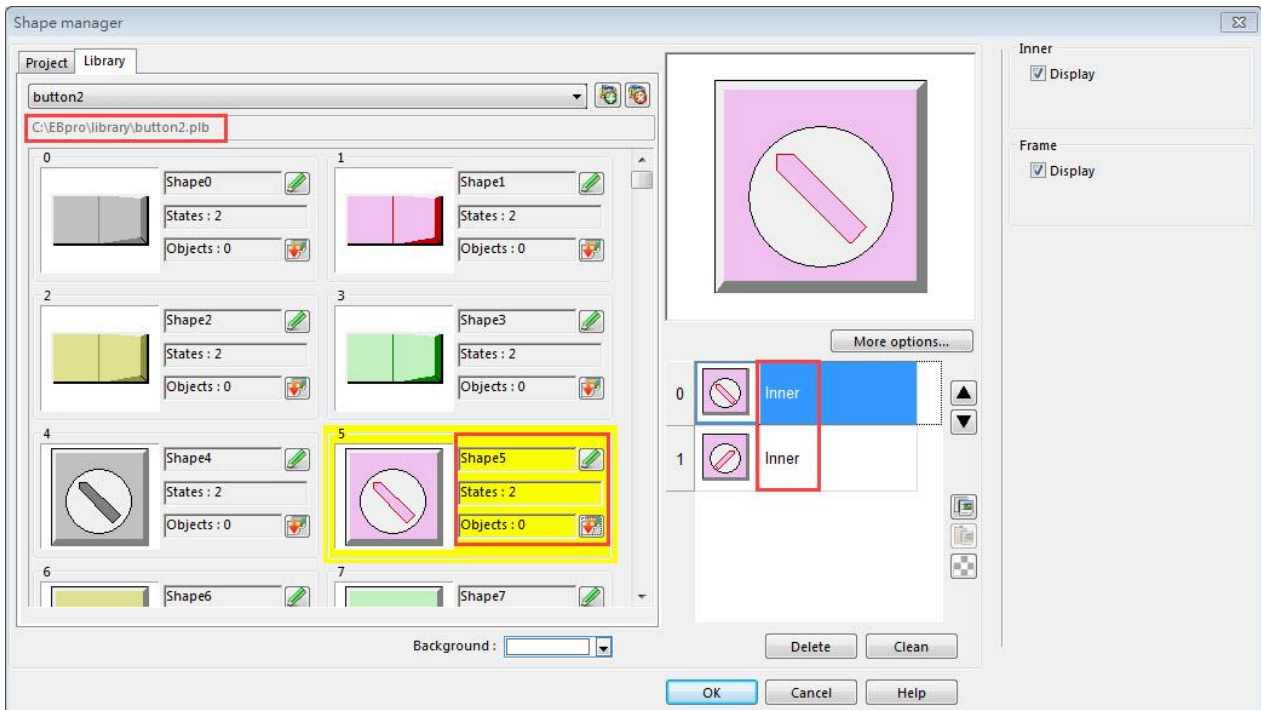 Shape manager
Project Library
button2
C:\EBpro\library\button2.plb
0
Shape0
States : 2
Objects : 0
1
Shape1
States : 2
Objects : 0
2
Shape2
States : 2
Objects : 0
3
Shape3
States : 2
Objects : 0
4
Shape4
States : 2
Objects : 0
5
Shape5
States : 2
Objects : 0
6
Shape6
7
Shape7
Background :
More options...
0 Inner
1 Inner
Delete Clean
OK Cancel Help
Inner
Display
Frame
Display